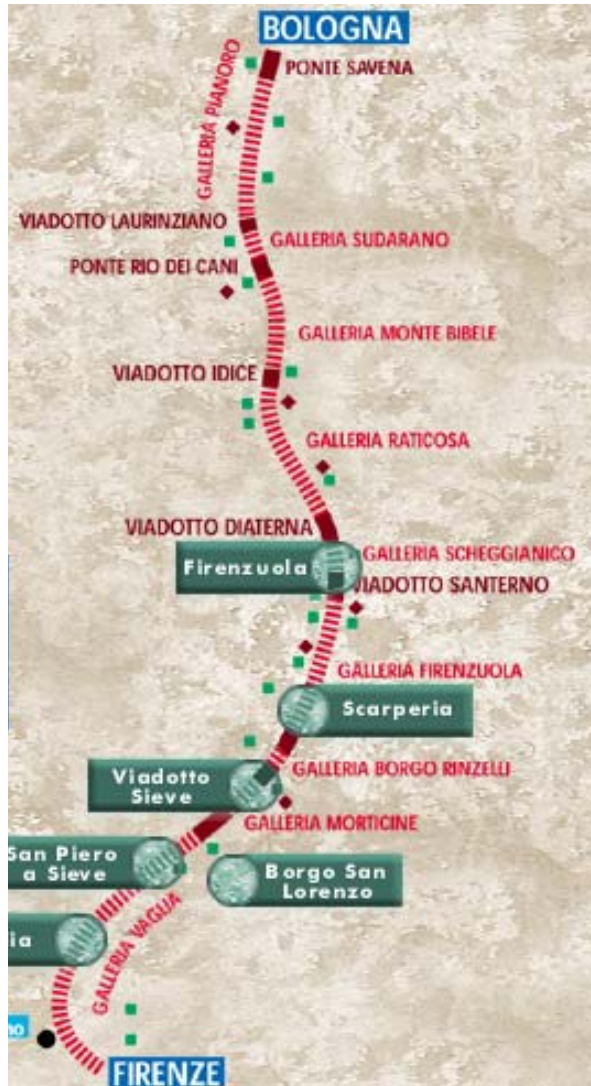 BOLOGNA
PONTE SAVENA
GALLERIA PIANORO
VIADOTTO LAURINZIANO
GALLERIA SUDARANO
PONTE RIO DEI CANI
GALLERIA MONTE BIBELE
VIADOTTO IDICE
GALLERIA RATICOSA
VIADOTTO DIATERNA
GALLERIA SCHEGGIANICO
Firenzuola
VIADOTTO SANTERNO
GALLERIA FIRENZUOLA
Scarperia
GALLERIA BORGO RINZELLI
Viadotto
Sieve
GALLERIA MORTICINE
San Piero
a Sieve
Borgo San
Lorenzo
GALLERIA VAGLIA
ia
no
FIRENZE